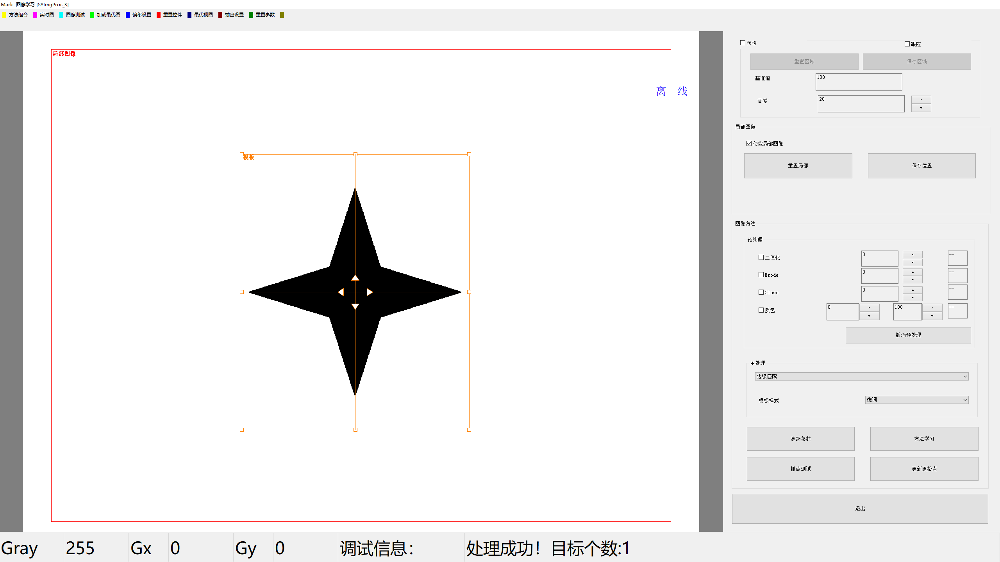 Mark 图像学习 [SYImgProc_S]
方法组合 实时图 图像测试 加载最优图 偏移设置 重置控件 最优视图 输出设置 重置参数
局部图像
离 线
模板
预检 跟随
重置区域 保存区域
基准值 100
容差 20
局部图像
使能局部图像
重置局部 保存位置
图像方法
预处理
二值化 0 --
Erode 0 --
Close 0 --
反色 0 100 --
撤消预处理
主处理
边缘匹配
模板样式 微调
高级参数 方法学习
抓点测试 更新原始点
退出
Gray 255 Gx 0 Gy 0 调试信息： 处理成功！目标个数:1